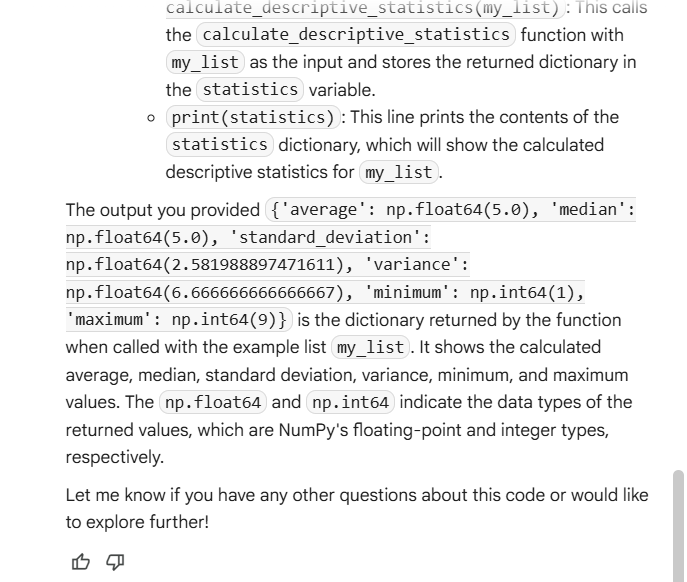 calculate_descriptive_statistics(my_list) : This calls
the calculate_descriptive_statistics function with
my_list as the input and stores the returned dictionary in
the statistics variable.
print(statistics) : This line prints the contents of the
statistics dictionary, which will show the calculated
descriptive statistics for my_list .
The output you provided {'average': np.float64(5.0), 'median':
np.float64(5.0), 'standard_deviation':
np.float64(2.581988897471611), 'variance':
np.float64(6.666666666666667), 'minimum': np.int64(1),
'maximum': np.int64(9)} is the dictionary returned by the function
when called with the example list my_list . It shows the calculated
average, median, standard deviation, variance, minimum, and maximum
values. The np.float64 and np.int64 indicate the data types of the
returned values, which are NumPy's floating-point and integer types,
respectively.
Let me know if you have any other questions about this code or would like
to explore further!